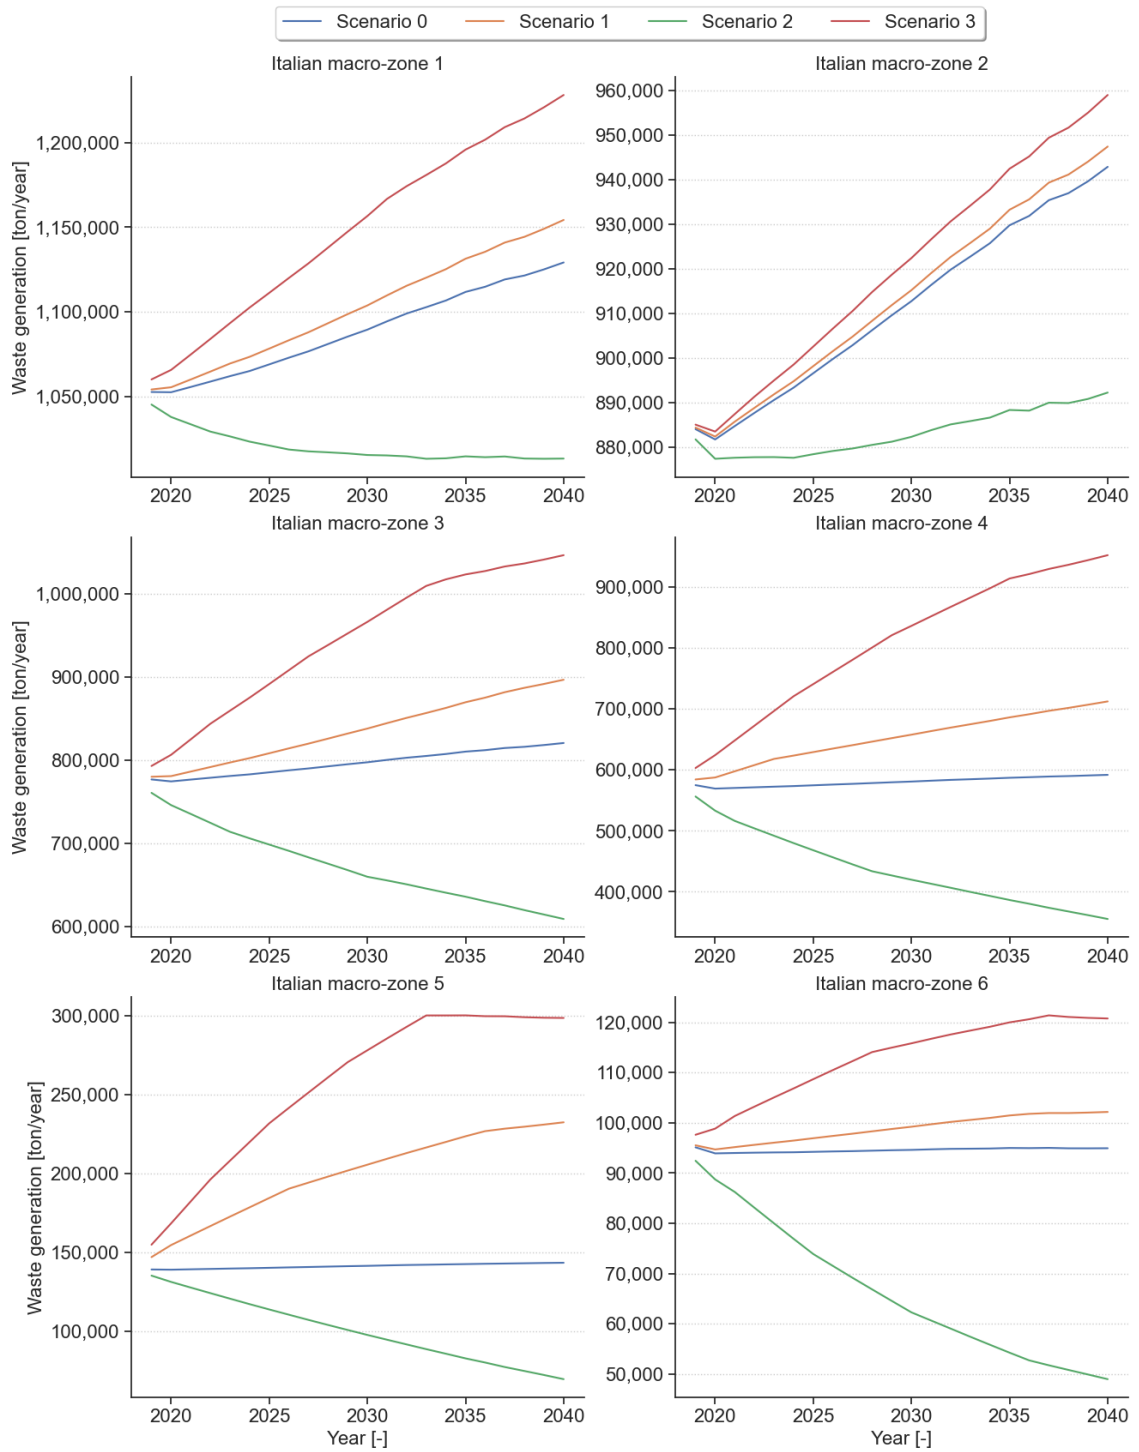 Scenario 0 Scenario 1 Scenario 2 Scenario 3
Italian macro-zone 1
Waste generation [ton/year]
1,200,000
1,150,000
1,100,000
1,050,000
2020 2025 2030 2035 2040
Italian macro-zone 2
960,000
950,000
940,000
930,000
920,000
910,000
900,000
890,000
880,000
2020 2025 2030 2035 2040
Italian macro-zone 3
Waste generation [ton/year]
1,000,000
900,000
800,000
700,000
600,000
2020 2025 2030 2035 2040
Italian macro-zone 4
900,000
800,000
700,000
600,000
500,000
400,000
2020 2025 2030 2035 2040
Italian macro-zone 5
Waste generation [ton/year]
300,000
250,000
200,000
150,000
100,000
2020 2025 2030 2035 2040
Year [-]
Italian macro-zone 6
120,000
110,000
100,000
90,000
80,000
70,000
60,000
50,000
2020 2025 2030 2035 2040
Year [-]